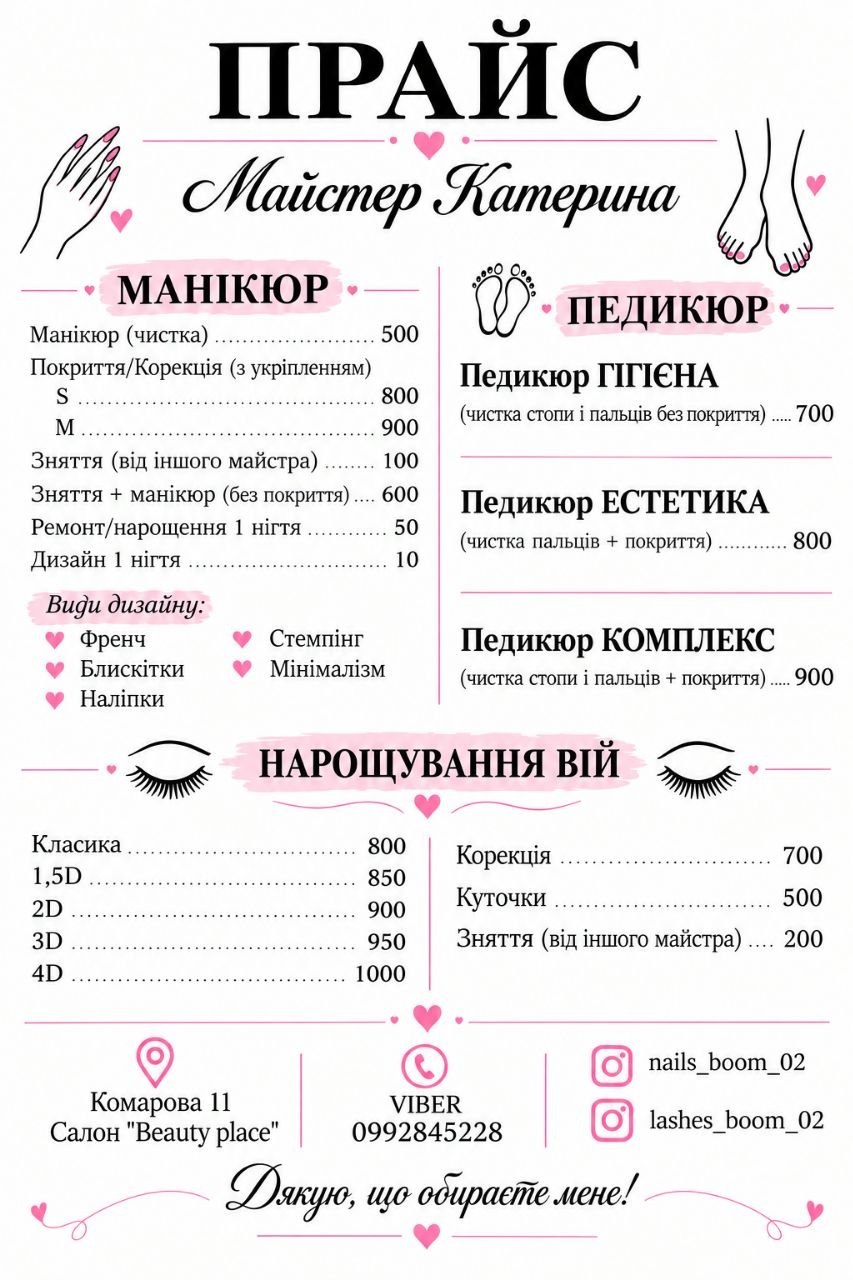 ПРАЙС
Майстер Катерина
МАНІКЮР
Манікюр (чистка) ........................ 500
Покриття/Корекція (з укріпленням)
S ............................................. 800
M ............................................. 900
Зняття (від іншого майстра) ........ 100
Зняття + манікюр (без покриття) .... 600
Ремонт/нарощення 1 нігтя ............ 50
Дизайн 1 нігтя .............................. 10
Види дизайну:
Френч
Блискітки
Наліпки
Стемпінг
Мінімалізм
ПЕДИКЮР
Педикюр ГІГІЄНА
(чистка стопи і пальців без покриття) ..... 700
Педикюр ЕСТЕТИКА
(чистка пальців + покриття) ............ 800
Педикюр КОМПЛЕКС
(чистка стопи і пальців + покриття) ..... 900
НАРОЩУВАННЯ ВІЙ
Класика ................................... 800
1,5D ........................................ 850
2D .......................................... 900
3D .......................................... 950
4D .......................................... 1000
Корекція ................................ 700
Куточки ................................. 500
Зняття (від іншого майстра) .... 200
Комарова 11
Салон "Beauty place"
VIBER
0992845228
nails_boom_02
lashes_boom_02
Дякую, що обираєте мене!